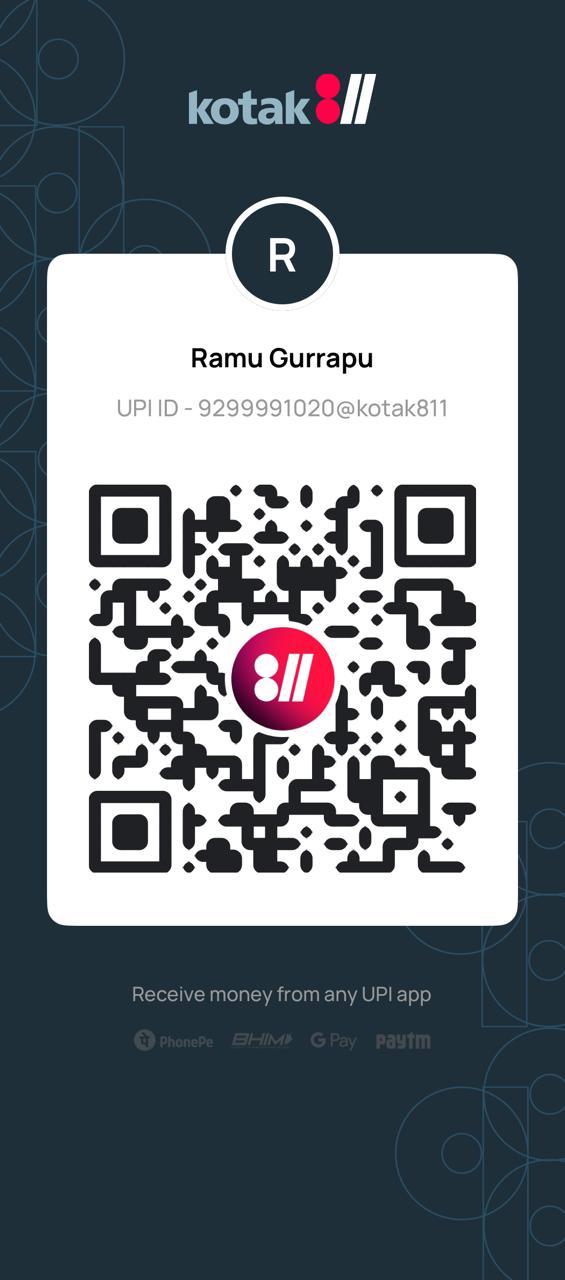 kotak811
R
Ramu Gurrapu
UPI ID - 9299991020@kotak811
811
Receive money from any UPI app
PhonePe BHIM G Pay paytm